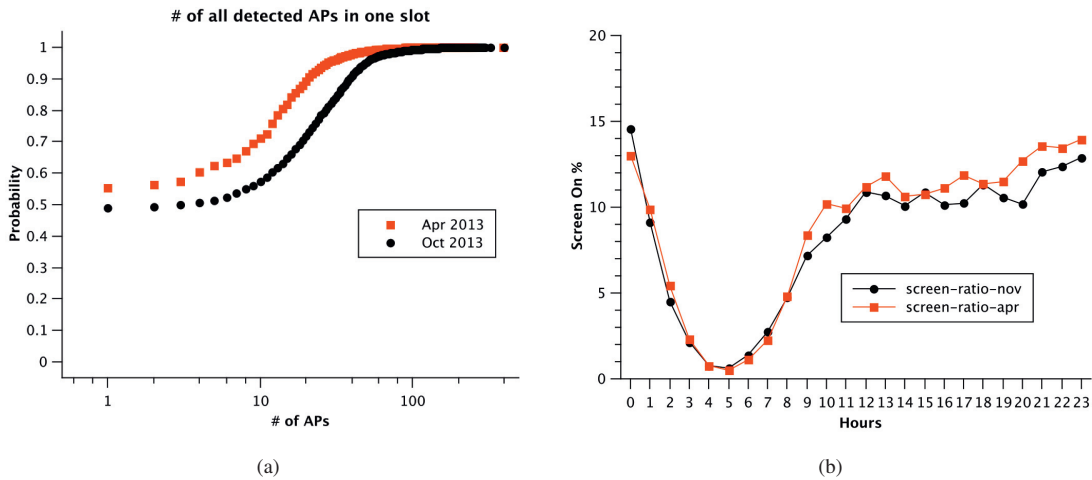 # of all detected APs in one slot
Probability
1
0.9
0.8
0.7
0.6
0.5
0.4
0.3
0.2
0.1
0
Apr 2013
Oct 2013
1 10 100
# of APs
(a)
Screen On %
20
15
10
5
0
screen-ratio-nov
screen-ratio-apr
0 1 2 3 4 5 6 7 8 9 10 11 12 13 14 15 16 17 18 19 20 21 22 23
Hours
(b)